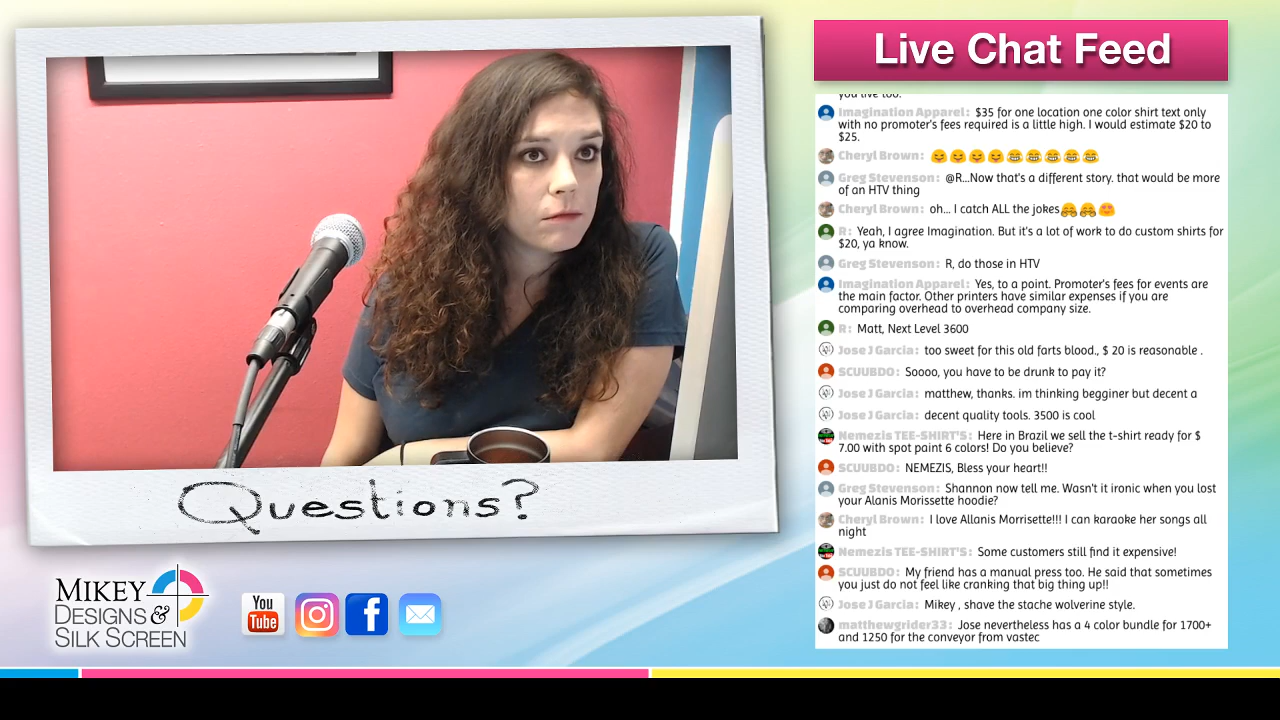 Live Chat Feed
you live too.
Imagination Apparel: $35 for one location one color shirt text only
with no promoter's fees required is a little high. I would estimate $20 to
$25.
Cheryl Brown: 😆😆😆😆😂😂😂😂😂
Greg Stevenson: @R...Now that's a different story. that would be more
of an HTV thing
Cheryl Brown: oh... I catch ALL the jokes🤗🤗😍
R: Yeah, I agree Imagination. But it's a lot of work to do custom shirts for
$20, ya know.
Greg Stevenson: R, do those in HTV
Imagination Apparel: Yes, to a point. Promoter's fees for events are
the main factor. Other printers have similar expenses if you are
comparing overhead to overhead company size.
R: Matt, Next Level 3600
Jose J Garcia: too sweet for this old farts blood., $ 20 is reasonable .
SCUUBDO: Soooo, you have to be drunk to pay it?
Jose J Garcia: matthew, thanks. im thinking begginer but decent a
Jose J Garcia: decent quality tools. 3500 is cool
Nemezis TEE-SHIRT'S: Here in Brazil we sell the t-shirt ready for $
7.00 with spot paint 6 colors! Do you believe?
SCUUBDO: NEMEZIS, Bless your heart!!
Greg Stevenson: Shannon now tell me. Wasn't it ironic when you lost
your Alanis Morissette hoodie?
Cheryl Brown: I love Allanis Morrisette!!! I can karaoke her songs all
night
Nemezis TEE-SHIRT'S: Some customers still find it expensive!
SCUUBDO: My friend has a manual press too. He said that sometimes
you just do not feel like cranking that big thing up!!
Jose J Garcia: Mikey , shave the stache wolverine style.
matthewgrider33: Jose nevertheless has a 4 color bundle for 1700+
and 1250 for the conveyor from vastec
Questions?
MIKEY
DESIGNS &
SILK SCREEN
You
Tube